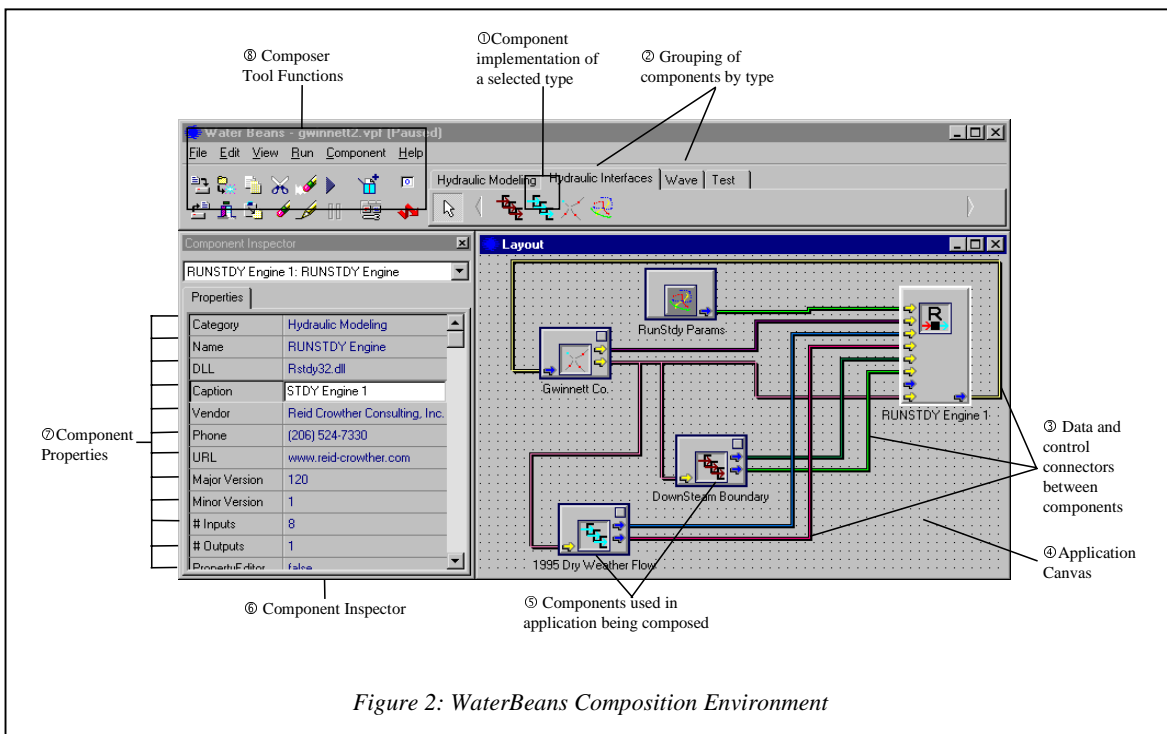 ①Component
implementation of
a selected type
⑧ Composer
Tool Functions
② Grouping of
components by type
Water Beans - gwinnett2.vpf (Paused)
File Edit View Run Component Help
Hydraulic Modeling Hydraulic Interfaces Wave Test
Component Inspector
Layout
RUNSTDY Engine 1: RUNSTDY Engine
Properties
Category Hydraulic Modeling
Name RUNSTDY Engine
DLL Rstdy32.dll
Caption STDY Engine 1
Vendor Reid Crowther Consulting, Inc.
Phone (206) 524-7330
URL www.reid-crowther.com
Major Version 120
Minor Version 1
# Inputs 8
# Outputs 1
PropertyEditor false
RunStdy Params
R
Gwinnett Co.
RUNSTDY Engine 1
DownSteam Boundary
1995 Dry Weather Flow
⑦Component
Properties
③ Data and
control
connectors
between
components
④Application
Canvas
⑥ Component Inspector
⑤ Components used in
application being composed
Figure 2: WaterBeans Composition Environment